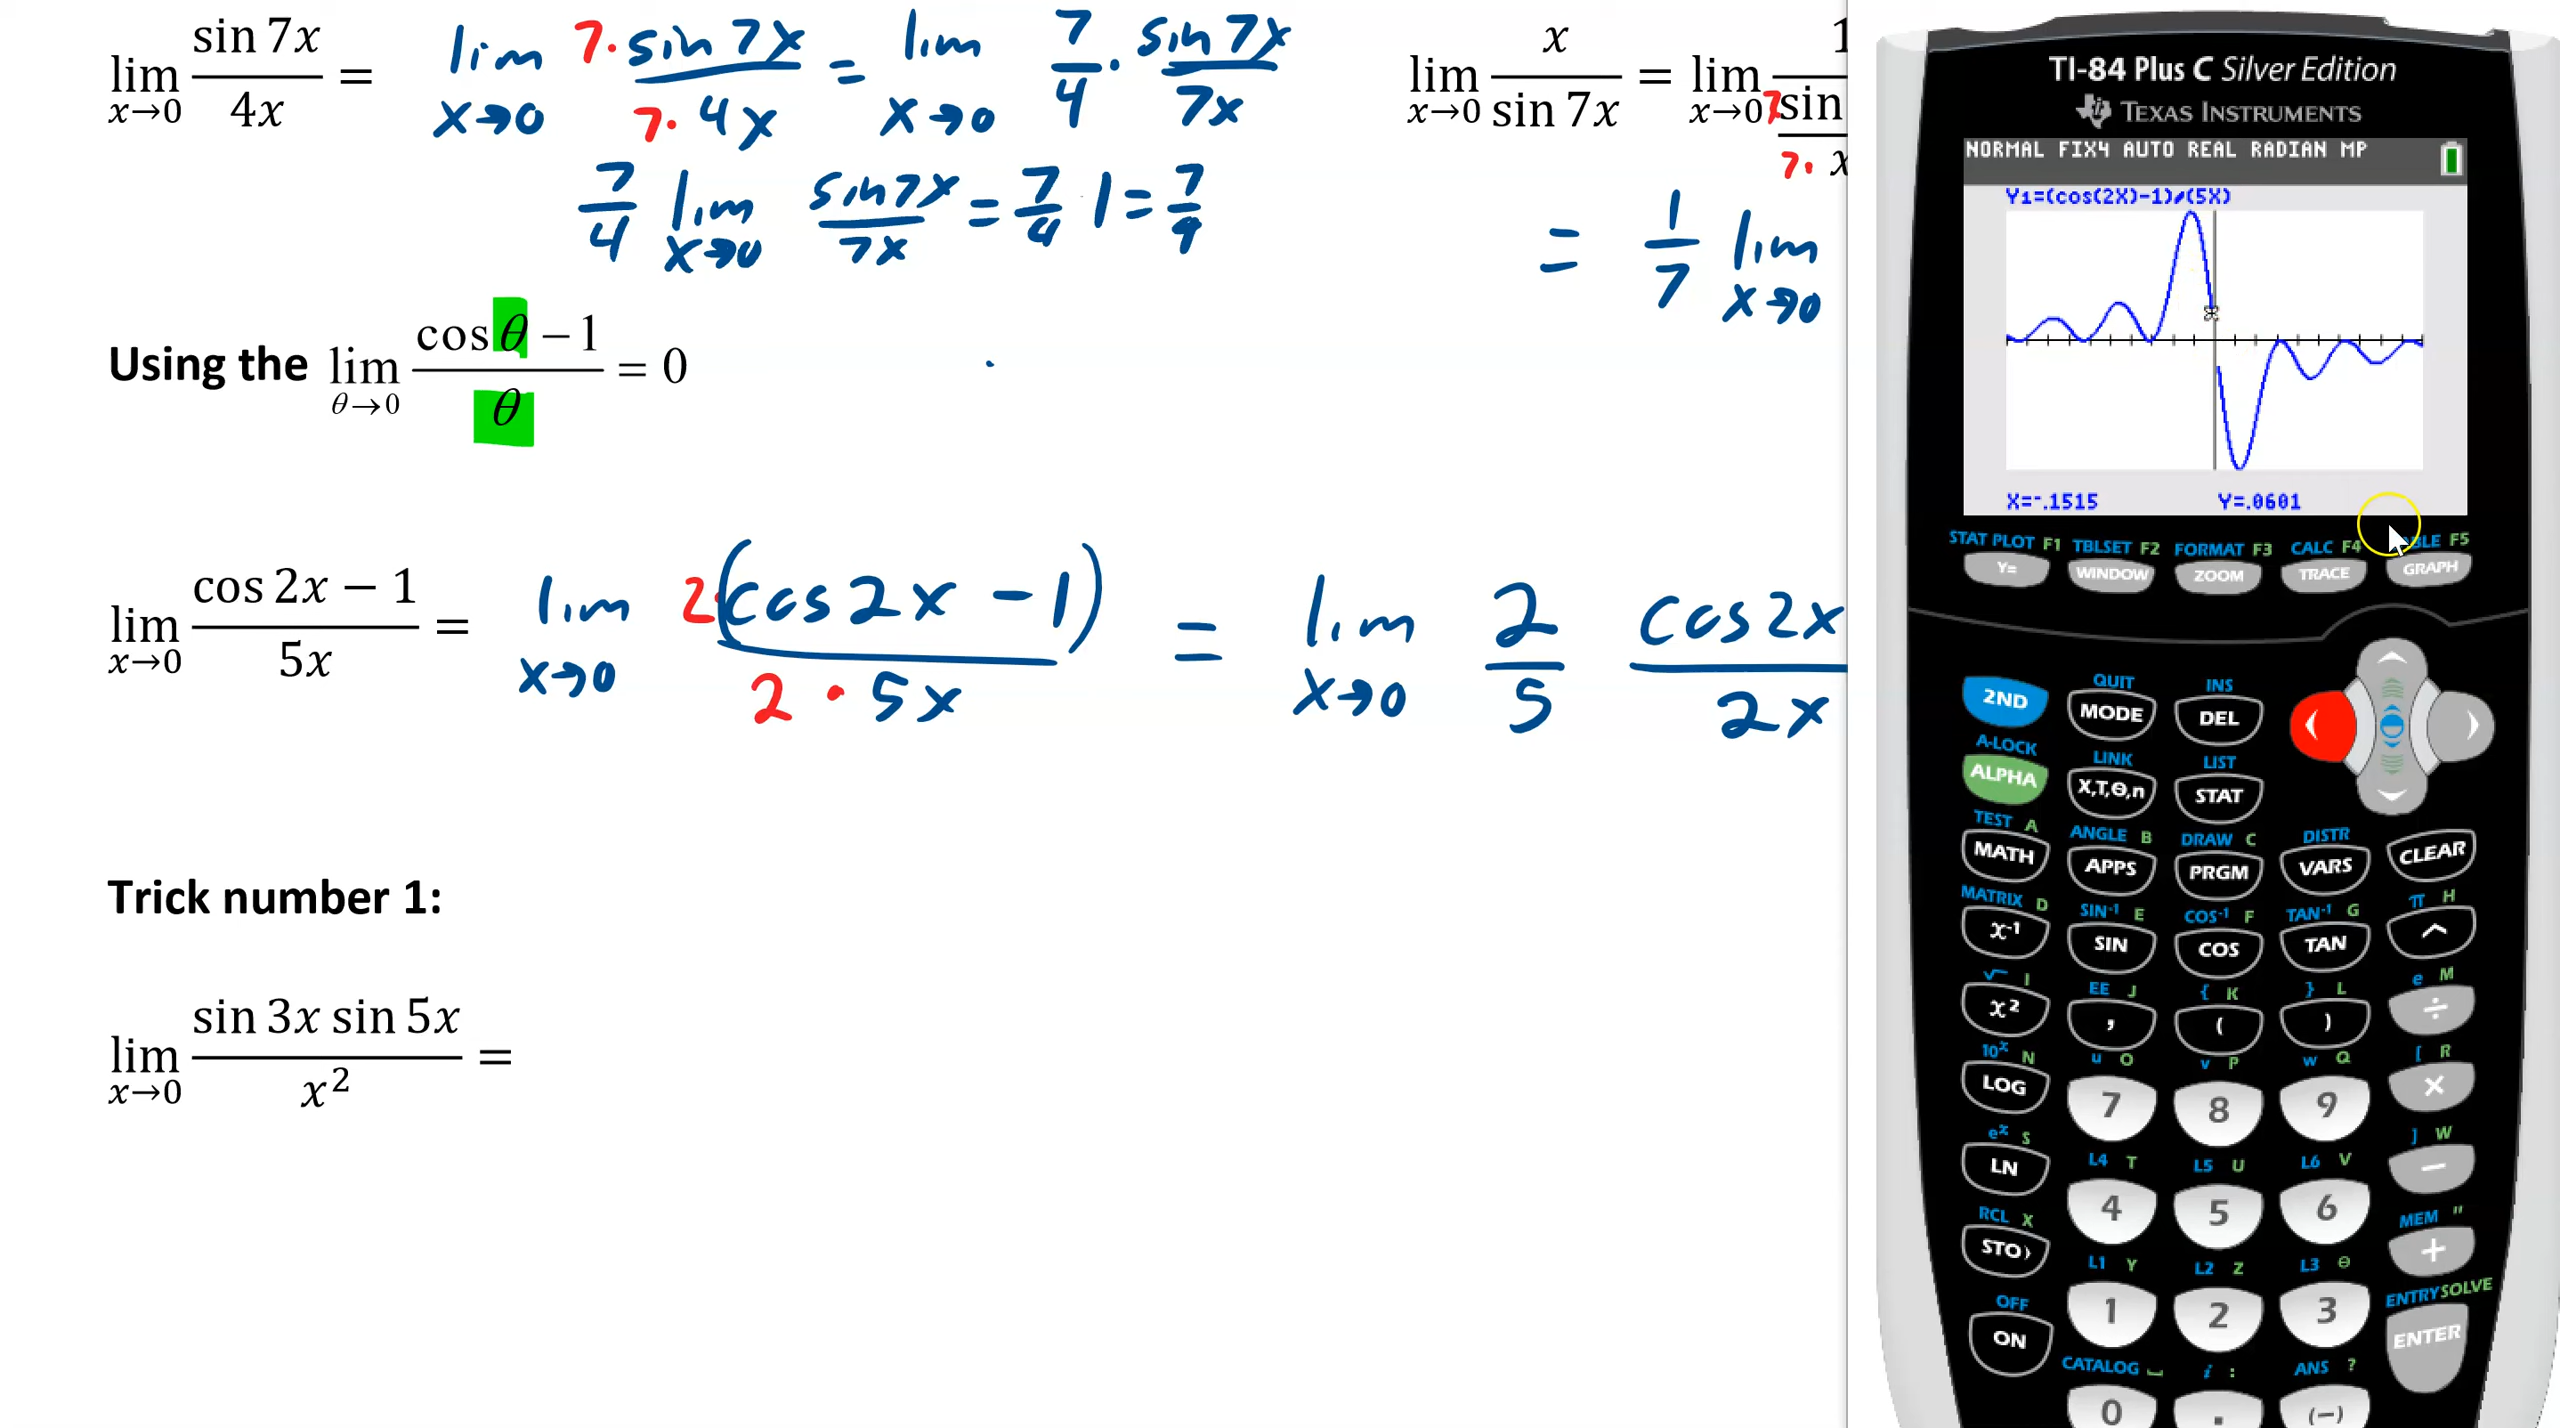 lim x→0 sin 7x / 4x = lim x→0 7· sin 7x / 7· 4x = lim x→0 7/4 · sin 7x / 7x
7/4 lim x→0 sin 7x / 7x = 7/4 · 1 = 7/4
lim x→0 x / sin 7x = lim x→0 1 / 7 sin / 7· x
= 1/7 lim x→0
Using the lim θ→0 cos θ − 1 / θ = 0
lim x→0 cos 2x − 1 / 5x = lim x→0 2·(cos 2x − 1) / 2 · 5x = lim x→0 2/5 cos 2x / 2x
Trick number 1:
lim x→0 sin 3x sin 5x / x² =
TI-84 Plus C Silver Edition
TEXAS INSTRUMENTS
NORMAL FIX4 AUTO REAL RADIAN MP
Y1=(cos(2X)-1)/(5X)
X=-.1515 Y=.0601
STAT PLOT F1 TBLSET F2 FORMAT F3 CALC F4 F5
Y= WINDOW ZOOM TRACE GRAPH
QUIT INS
2ND MODE DEL
A-LOCK LINK LIST
ALPHA X,T,Θ,n STAT
TEST A ANGLE B DRAW C DISTR
MATH APPS PRGM VARS CLEAR
MATRIX D SIN-1 E COS-1 F TAN-1 G π H
x-1 SIN COS TAN ^
√ I EE J { K } L e M
x² , ( ) ÷
10x N u O v P w Q [ R
LOG 7 8 9 ×
ex S L4 T L5 U L6 V ] W
LN 4 5 6 −
RCL X L1 Y L2 Z L3 Θ MEM "
STO› 1 2 3 +
OFF CATALOG i : ANS ? ENTRY SOLVE
ON 0 . (−) ENTER